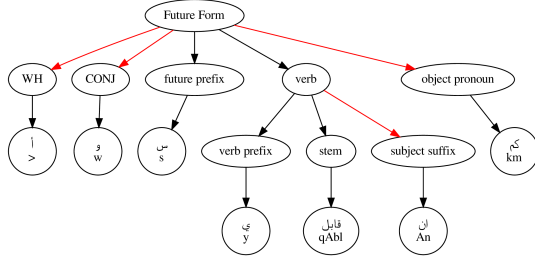 Future Form
WH
CONJ
future prefix
verb
object pronoun
أ
>
و
w
س
s
verb prefix
stem
subject suffix
كم
km
ي
y
قابل
qAbl
ان
An